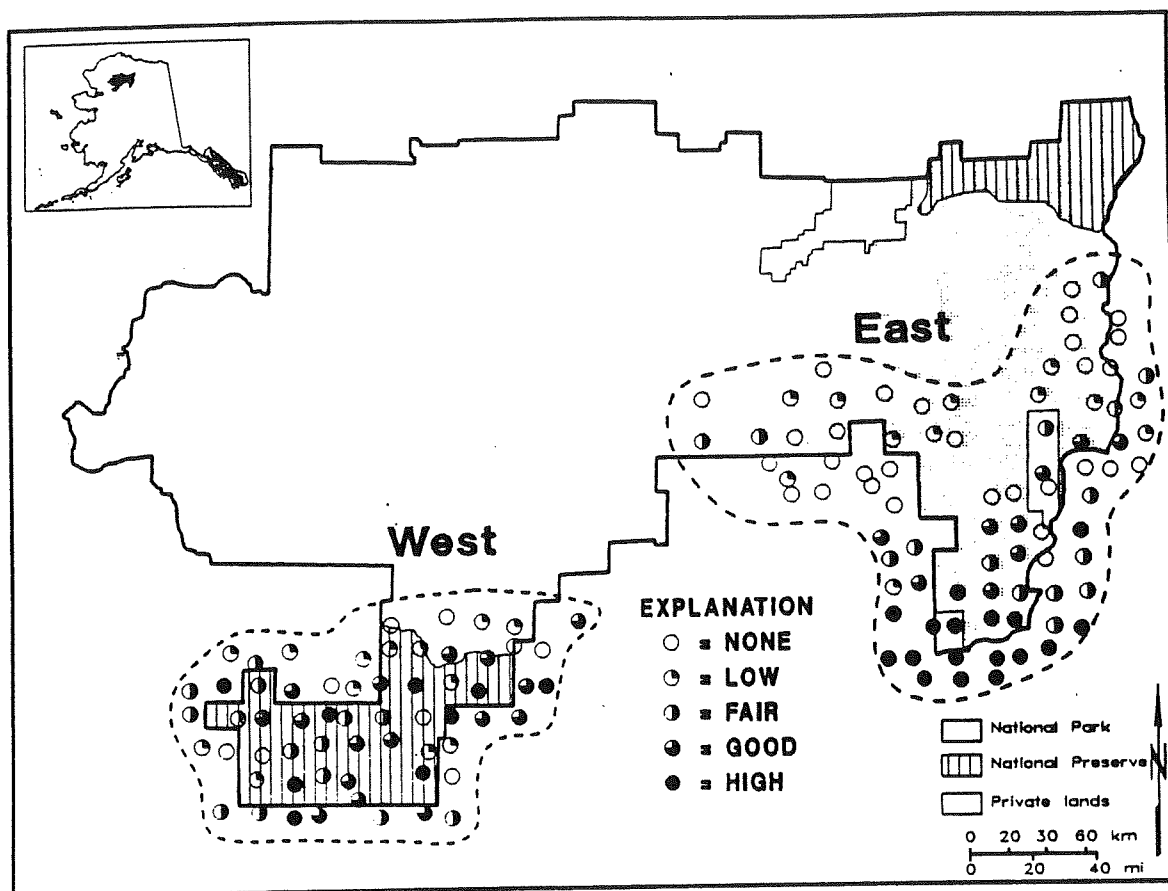 East
West
EXPLANATION
= NONE
= LOW
= FAIR
= GOOD
= HIGH
National Park
National Preserve
Private lands
N
0 20 30 60 km
0 20 40 mi